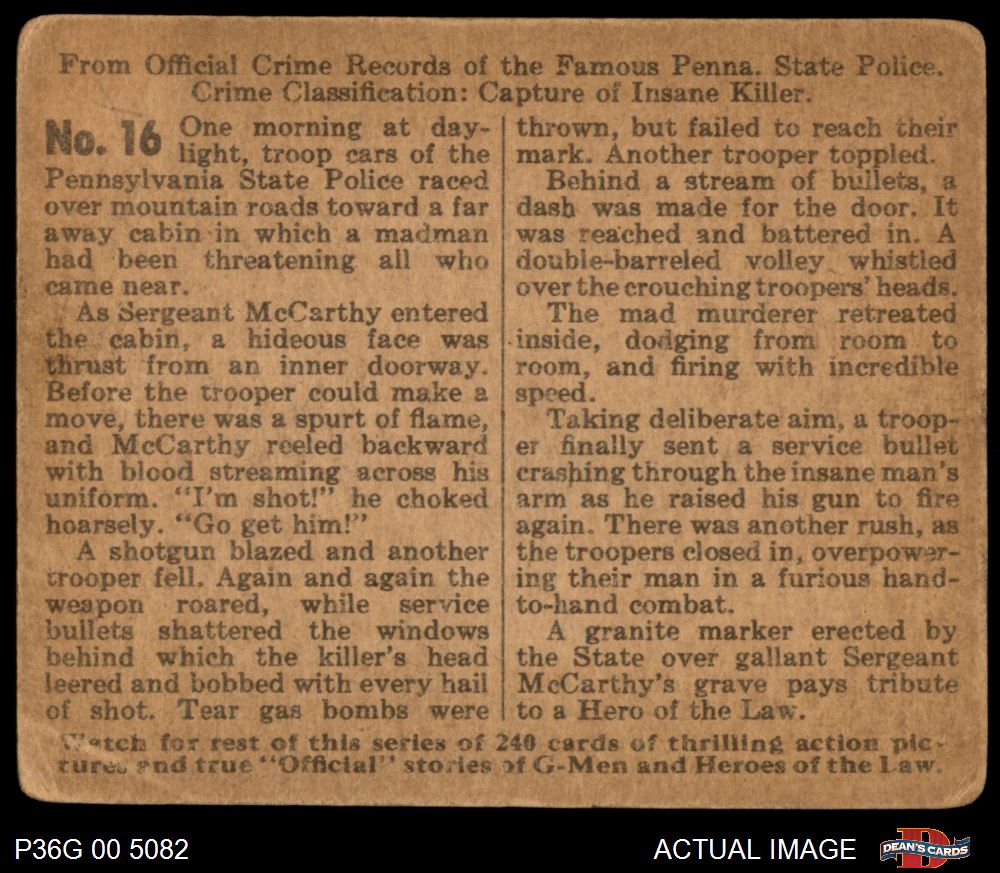 From Official Crime Records of the Famous Penna. State Police.
Crime Classification: Capture of Insane Killer.
No. 16 One morning at day-
light, troop cars of the
Pennsylvania State Police raced
over mountain roads toward a far
away cabin in which a madman
had been threatening all who
came near.
As Sergeant McCarthy entered
the cabin, a hideous face was
thrust from an inner doorway.
Before the trooper could make a
move, there was a spurt of flame,
and McCarthy reeled backward
with blood streaming across his
uniform. "I'm shot!" he choked
hoarsely. "Go get him!"
A shotgun blazed and another
trooper fell. Again and again the
weapon roared, while service
bullets shattered the windows
behind which the killer's head
leered and bobbed with every hail
of shot. Tear gas bombs were
thrown, but failed to reach their
mark. Another trooper toppled.
Behind a stream of bullets, a
dash was made for the door. It
was reached and battered in. A
double-barreled volley whistled
over the crouching troopers' heads.
The mad murderer retreated
inside, dodging from room to
room, and firing with incredible
speed.
Taking deliberate aim, a troop-
er finally sent a service bullet
crashing through the insane man's
arm as he raised his gun to fire
again. There was another rush, as
the troopers closed in, overpower-
ing their man in a furious hand-
to-hand combat.
A granite marker erected by
the State over gallant Sergeant
McCarthy's grave pays tribute
to a Hero of the Law.
Watch for rest of this series of 240 cards of thrilling action pic-
tures and true "Official" stories of G-Men and Heroes of the Law.
P36G 00 5082
ACTUAL IMAGE
D
DEAN'S CARDS